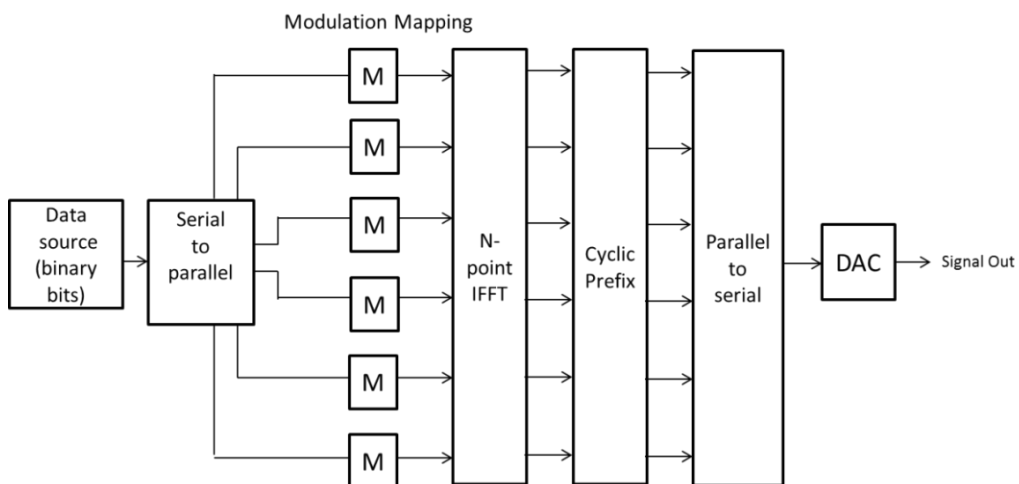 Modulation Mapping
M
M
M
M
M
M
Data
source
(binary
bits)
Serial
to
parallel
N-
point
IFFT
Cyclic
Prefix
Parallel
to
serial
DAC
Signal Out